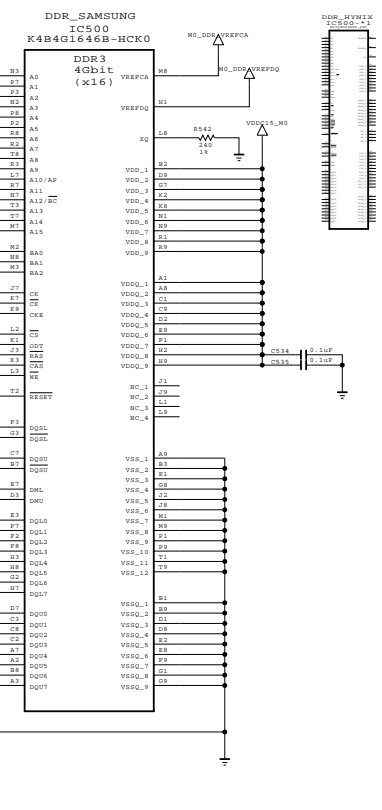 DDR_SAMSUNG
IC500
K4B4G1646B-HCK0
DDR_HYNIX
IC500-*1
DDR3
4Gbit
(x16)
M0_DDR_VREFCA
M0_DDR_VREFDQ
VDDC15_M0
N3 A0
P7 A1
P3 A2
N2 A3
P8 A4
P2 A5
R8 A6
R2 A7
T8 A8
R3 A9
L7 A10/AP
R7 A11
N7 A12/BC
T3 A13
T7 A14
M7 A15
M2 BA0
N8 BA1
M3 BA2
J7 CK
K7 CK
K9 CKE
L2 CS
K1 ODT
J3 RAS
K3 CAS
L3 WE
T2 RESET
F3 DQSL
G3 DQSL
C7 DQSU
B7 DQSU
E7 DML
D3 DMU
E3 DQL0
F7 DQL1
F2 DQL2
F8 DQL3
H3 DQL4
H8 DQL5
G2 DQL6
H7 DQL7
D7 DQU0
C3 DQU1
C8 DQU2
C2 DQU3
A7 DQU4
A2 DQU5
B8 DQU6
A3 DQU7
VREFCA M8
VREFDQ H1
ZQ L8
R542
240
1%
VDD_1 B2
VDD_2 D9
VDD_3 G7
VDD_4 K2
VDD_5 K8
VDD_6 N1
VDD_7 N9
VDD_8 R1
VDD_9 R9
VDDQ_1 A1
VDDQ_2 A8
VDDQ_3 C1
VDDQ_4 C9
VDDQ_5 D2
VDDQ_6 E9
VDDQ_7 F1
VDDQ_8 H2
VDDQ_9 H9
C534 0.1uF
C535 0.1uF
NC_1 J1
NC_2 J9
NC_3 L1
NC_4 L9
VSS_1 A9
VSS_2 B3
VSS_3 E1
VSS_4 G8
VSS_5 J2
VSS_6 J8
VSS_7 M1
VSS_8 M9
VSS_9 P1
VSS_10 P9
VSS_11 T1
VSS_12 T9
VSSQ_1 B1
VSSQ_2 B9
VSSQ_3 D1
VSSQ_4 D8
VSSQ_5 E2
VSSQ_6 E8
VSSQ_7 F9
VSSQ_8 G1
VSSQ_9 G9